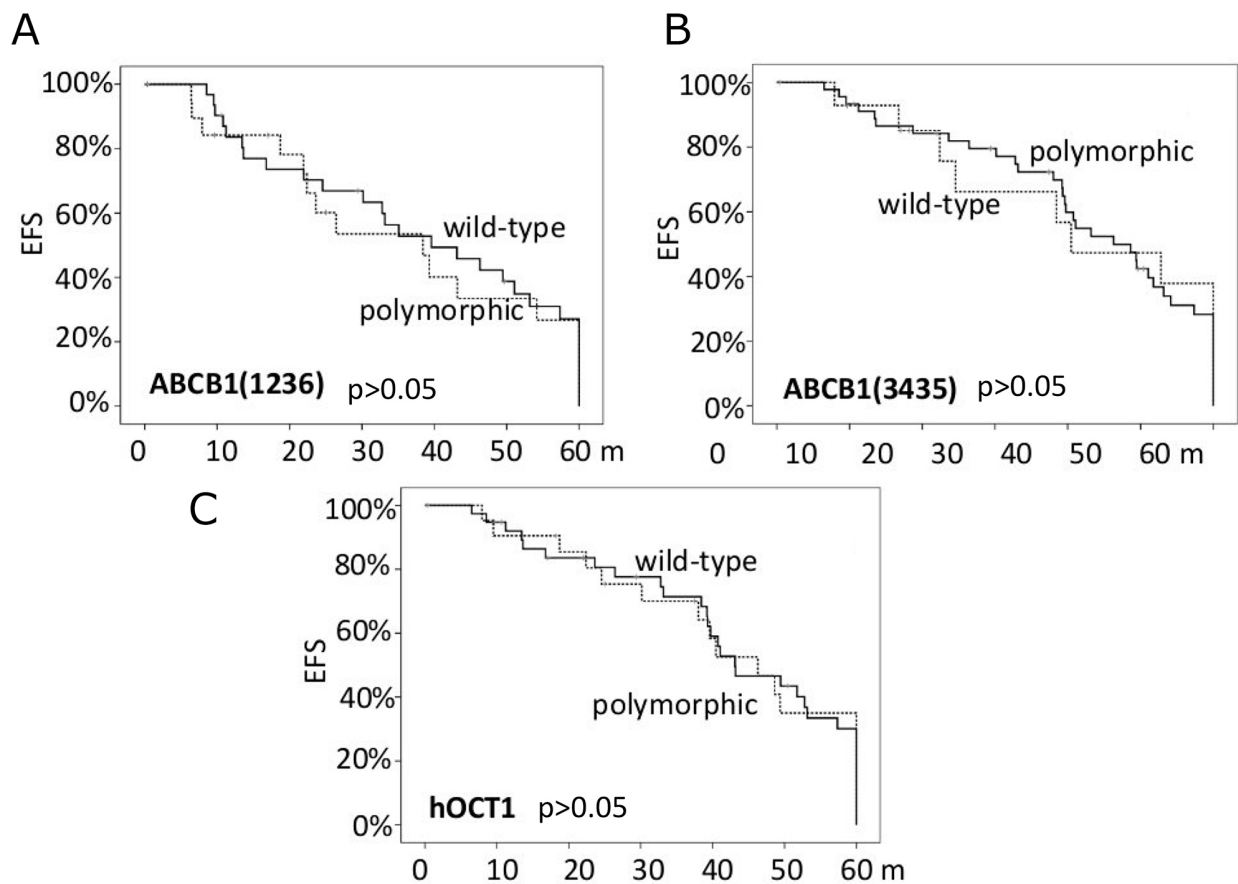 A
100%
80%
60%
40%
20%
0%
EFS
wild-type
polymorphic
ABCB1(1236) p>0.05
0 10 20 30 40 50 60 m
B
100%
80%
60%
40%
20%
0%
EFS
polymorphic
wild-type
ABCB1(3435) p>0.05
0 10 20 30 40 50 60 m
C
100%
80%
60%
40%
20%
0%
EFS
wild-type
polymorphic
hOCT1 p>0.05
0 10 20 30 40 50 60 m